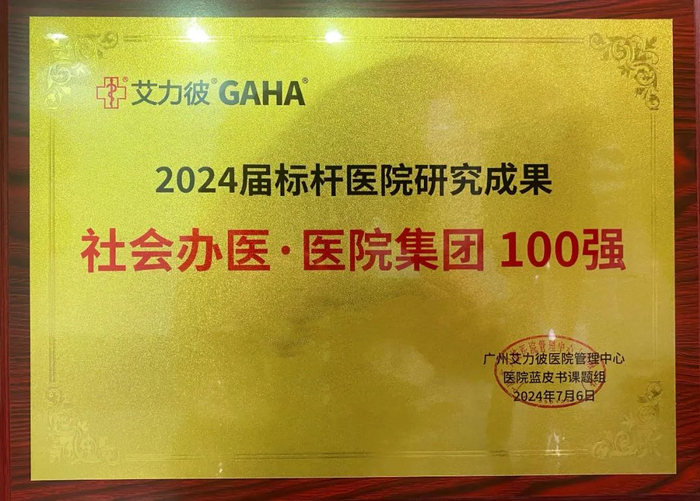 艾力彼® GAHA®
2024届标杆医院研究成果
社会办医·医院集团 100强
广州艾力彼医院管理中心
医院蓝皮书课题组
2024年7月6日